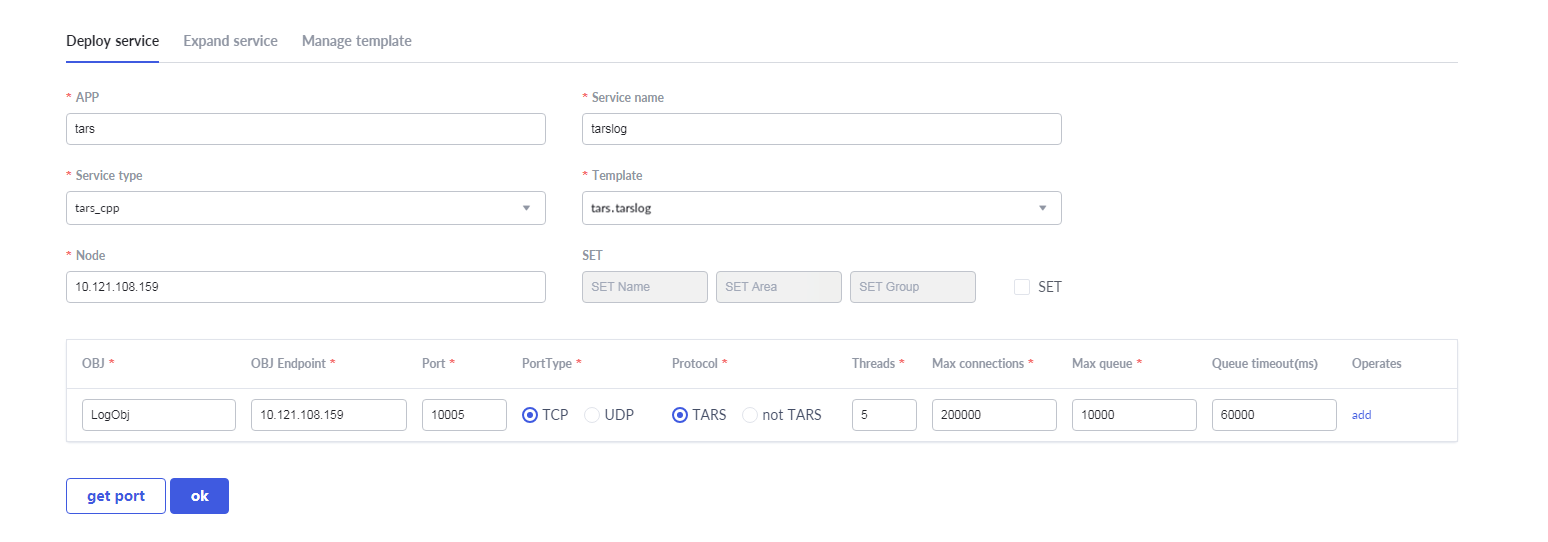 Deploy service Expand service Manage template
* APP * Service name
tars tarslog
* Service type * Template
tars_cpp tars.tarslog
* Node SET
10.121.108.159 SET Name SET Area SET Group SET
OBJ * OBJ Endpoint * Port * PortType * Protocol * Threads * Max connections * Max queue * Queue timeout(ms) Operates
LogObj 10.121.108.159 10005 TCP UDP TARS not TARS 5 200000 10000 60000 add
get port ok